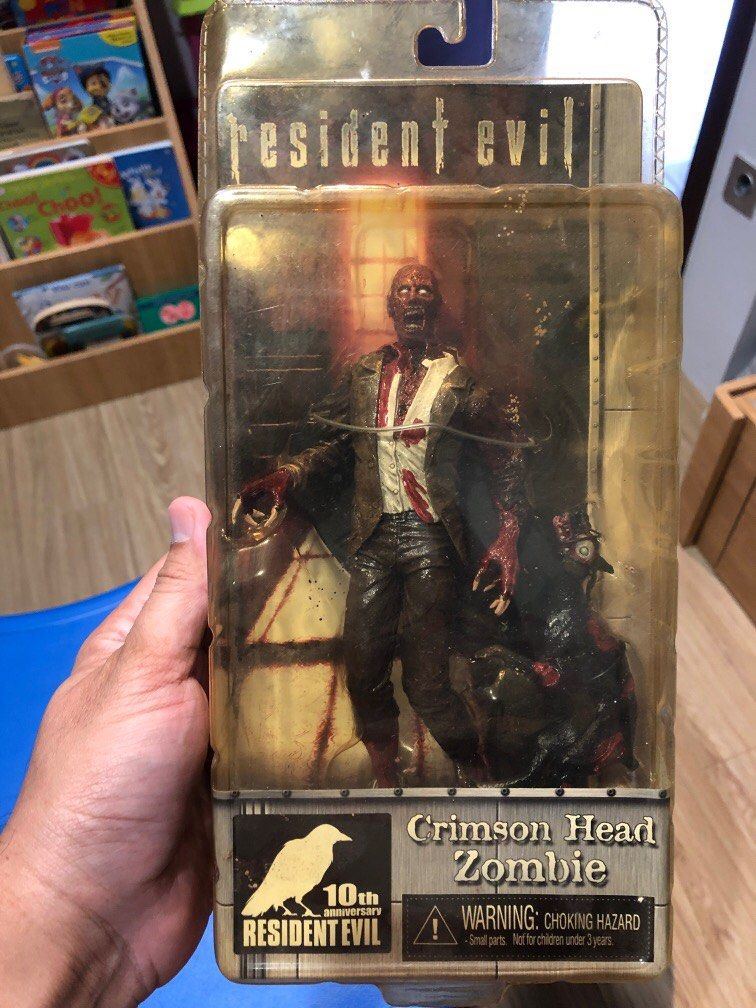 resident evil
Choo!
Crimson Head
Zombie
10th
anniversary
RESIDENT EVIL
WARNING: CHOKING HAZARD
- Small parts. Not for children under 3 years.